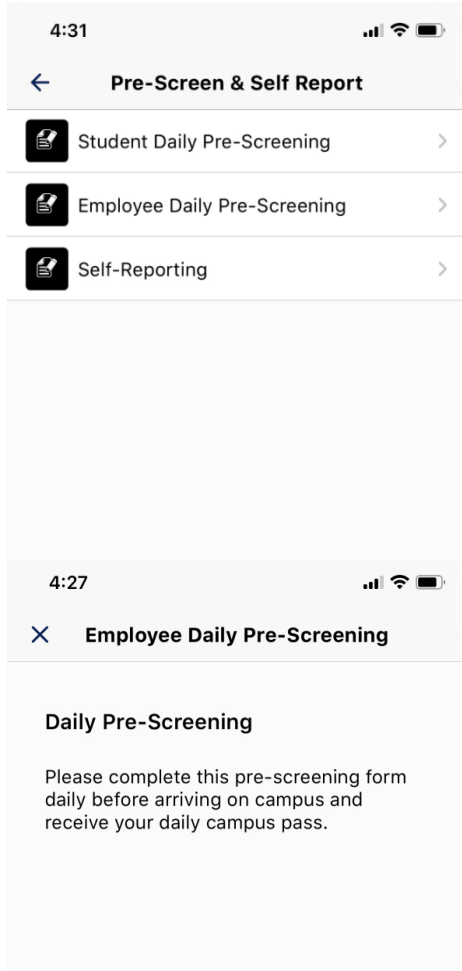 4:31
Pre-Screen & Self Report
Student Daily Pre-Screening
Employee Daily Pre-Screening
Self-Reporting
4:27
Employee Daily Pre-Screening
Daily Pre-Screening
Please complete this pre-screening form
daily before arriving on campus and
receive your daily campus pass.